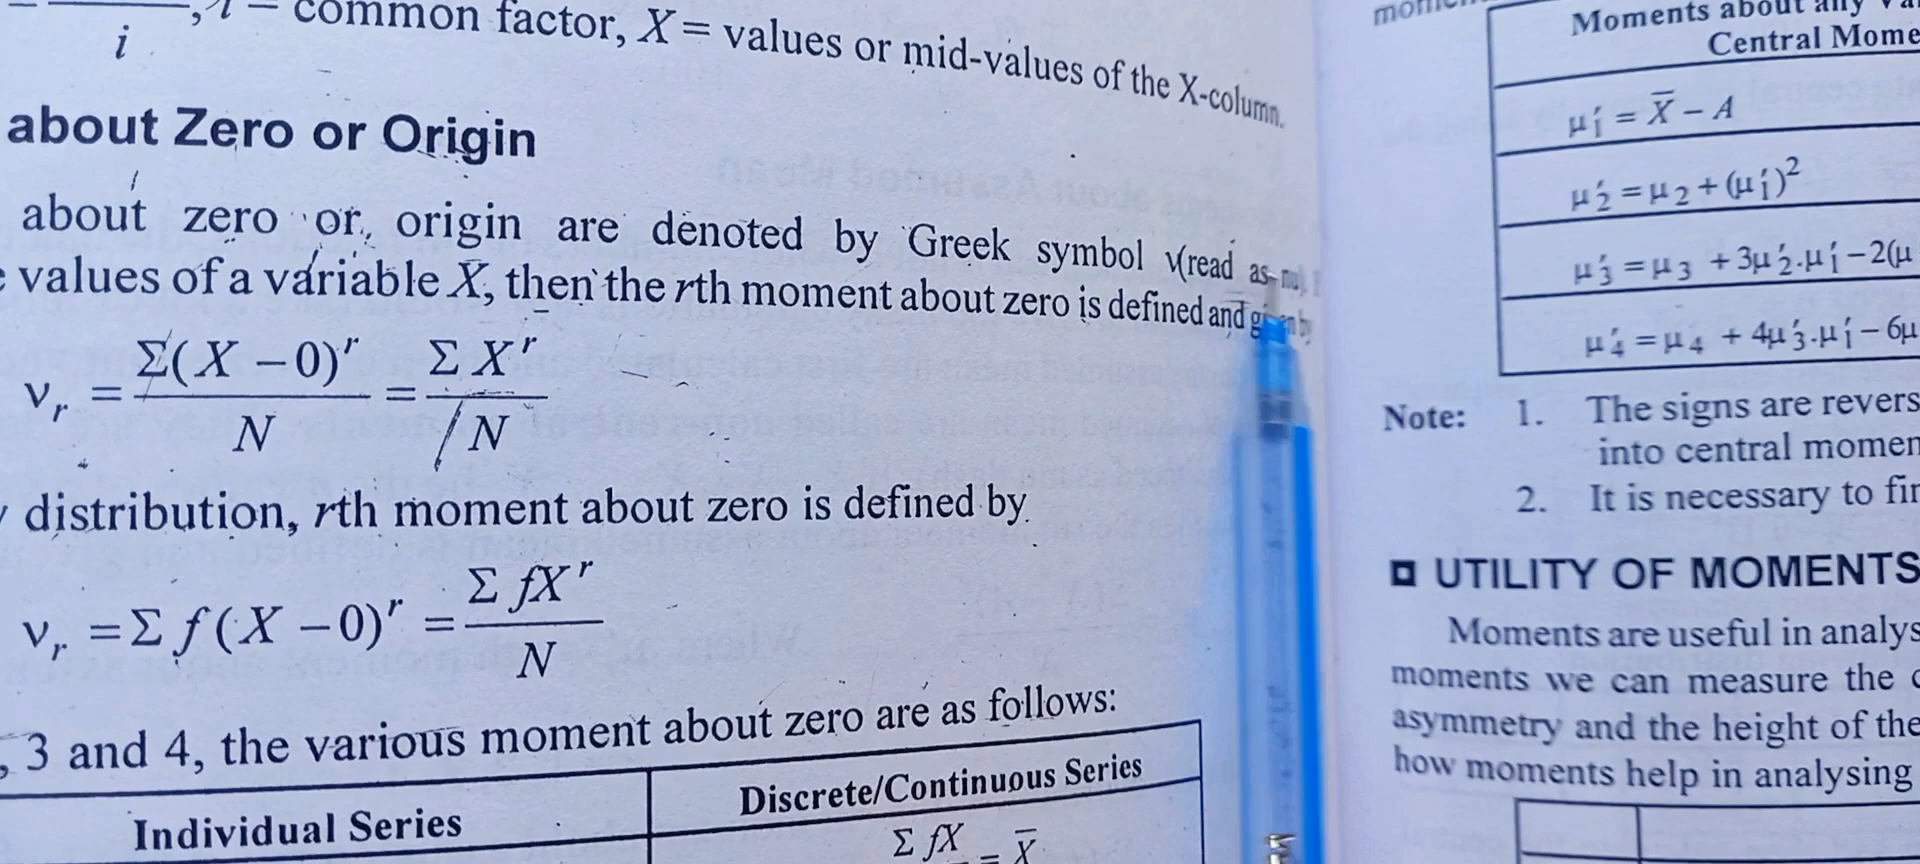 i
, i = common factor, X = values or mid-values of the X-column.
about Zero or Origin
about zero or origin are denoted by Greek symbol ν(read as
values of a variable X, then the rth moment about zero is defined and given by
ν_r = Σ(X – 0)^r / N = Σ X^r / N
distribution, rth moment about zero is defined by
ν_r = Σ f(X – 0)^r = Σ fX^r / N
, 3 and 4, the various moment about zero are as follows:
Individual Series
Discrete/Continuous Series
Σ fX = X̄
Moments about any
Central Mome
μ′1 = X̄ – A
μ′2 = μ2 + (μ′1)^2
μ′3 = μ3 + 3μ′2.μ′1 – 2(μ
μ′4 = μ4 + 4μ′3.μ′1 – 6μ
Note: 1. The signs are revers
into central momen
2. It is necessary to fin
UTILITY OF MOMENTS
Moments are useful in analys
moments we can measure the
asymmetry and the height of the
how moments help in analysing